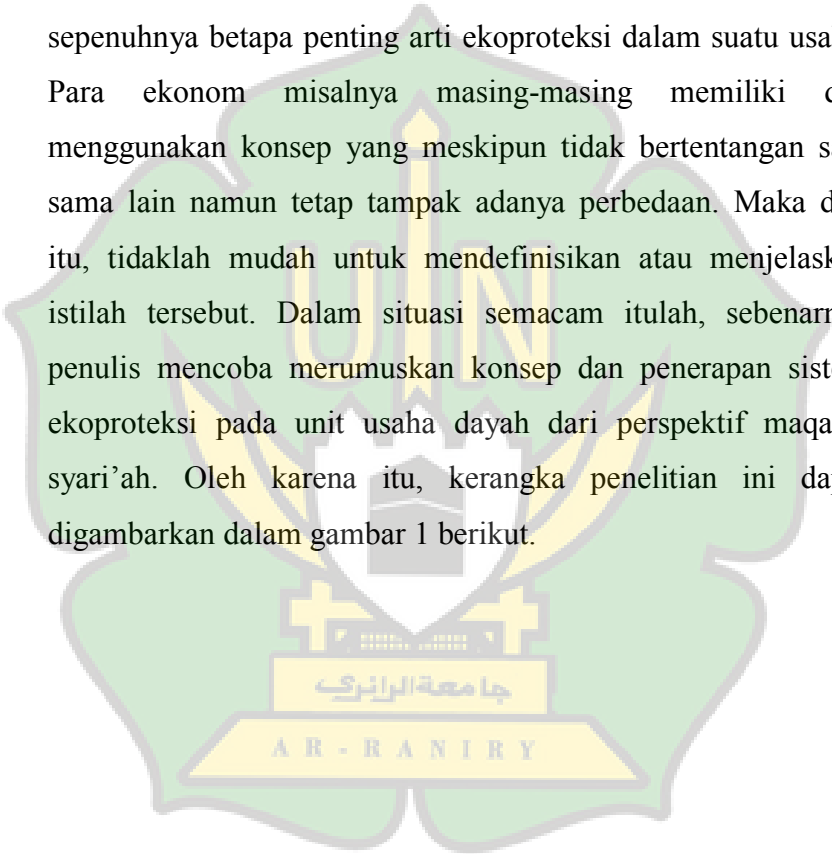 sepenuhnya betapa penting arti ekoproteksi dalam suatu usa
Para ekonom misalnya masing-masing memiliki d
menggunakan konsep yang meskipun tidak bertentangan sa
sama lain namun tetap tampak adanya perbedaan. Maka d
itu, tidaklah mudah untuk mendefinisikan atau menjelask
istilah tersebut. Dalam situasi semacam itulah, sebenarn
penulis mencoba merumuskan konsep dan penerapan siste
ekoproteksi pada unit usaha dayah dari perspektif maqa
syari’ah. Oleh karena itu, kerangka penelitian ini dap
digambarkan dalam gambar 1 berikut.
UIN
جامعة الرانري
AR-RANIRY